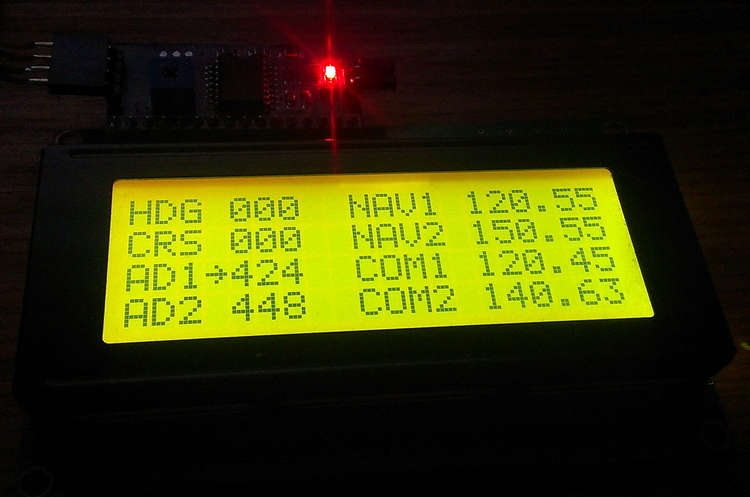 HDG 000 NAV1 120.55
CRS 000 NAV2 150.55
AD1→424 COM1 120.45
AD2 448 COM2 140.63